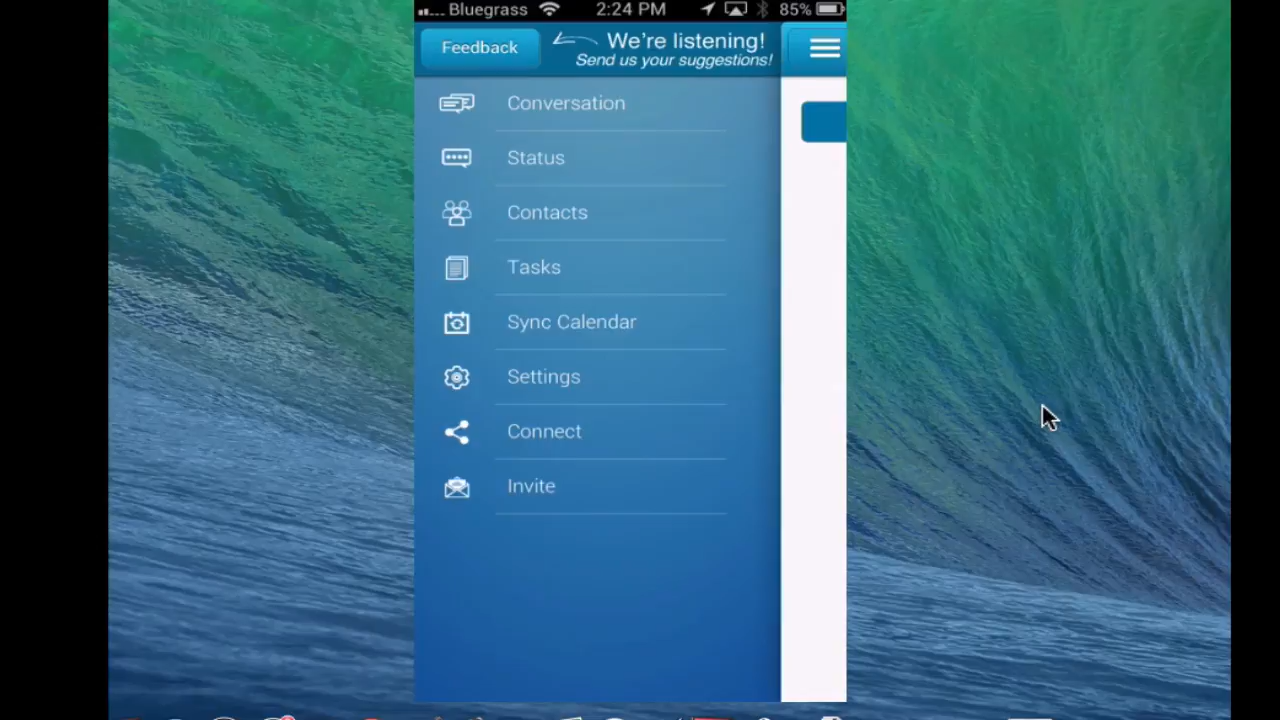 Bluegrass 2:24 PM 85%
Feedback
We're listening!
Send us your suggestions!
Conversation
Status
Contacts
Tasks
Sync Calendar
Settings
Connect
Invite